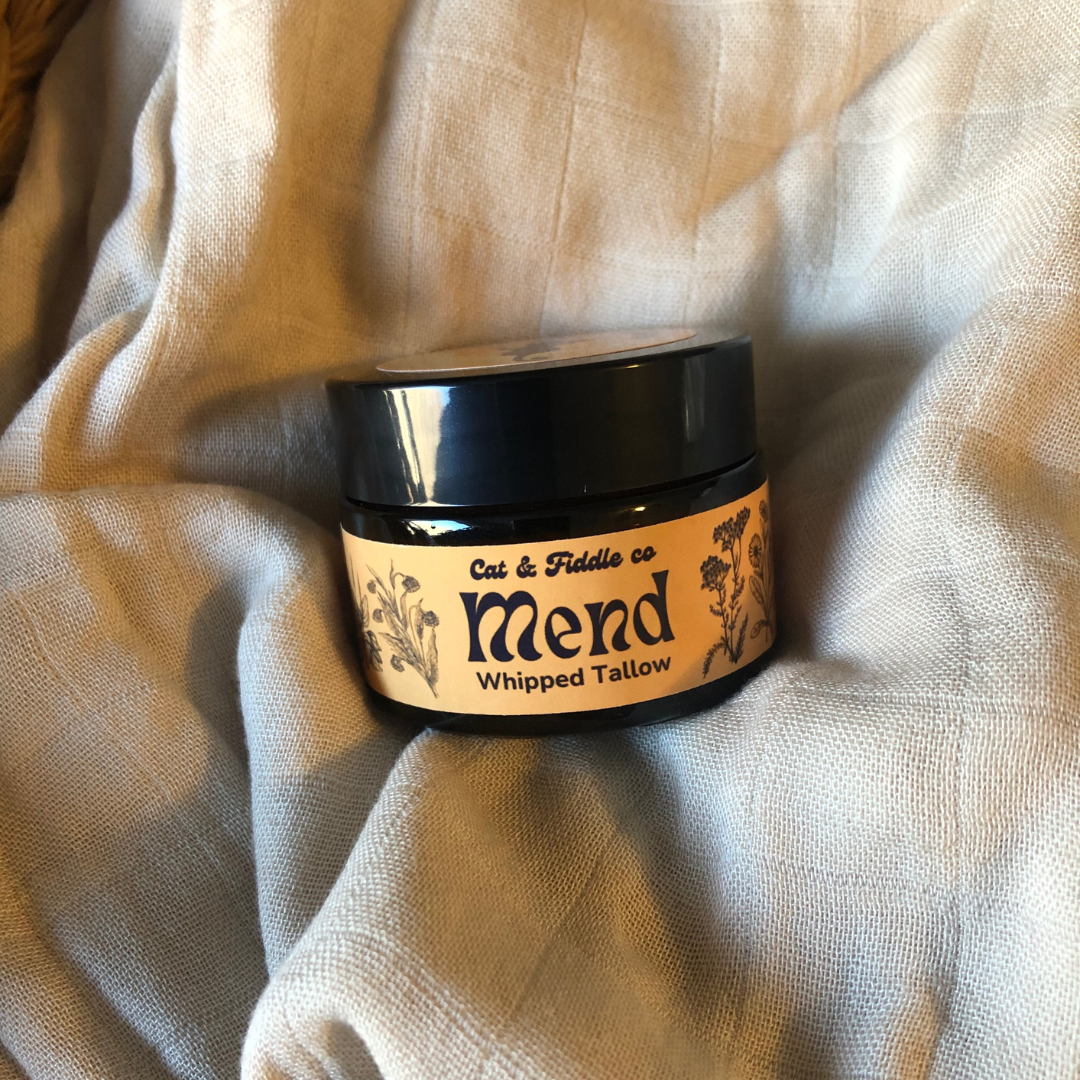 Cat & Fiddle co
Mend
Whipped Tallow